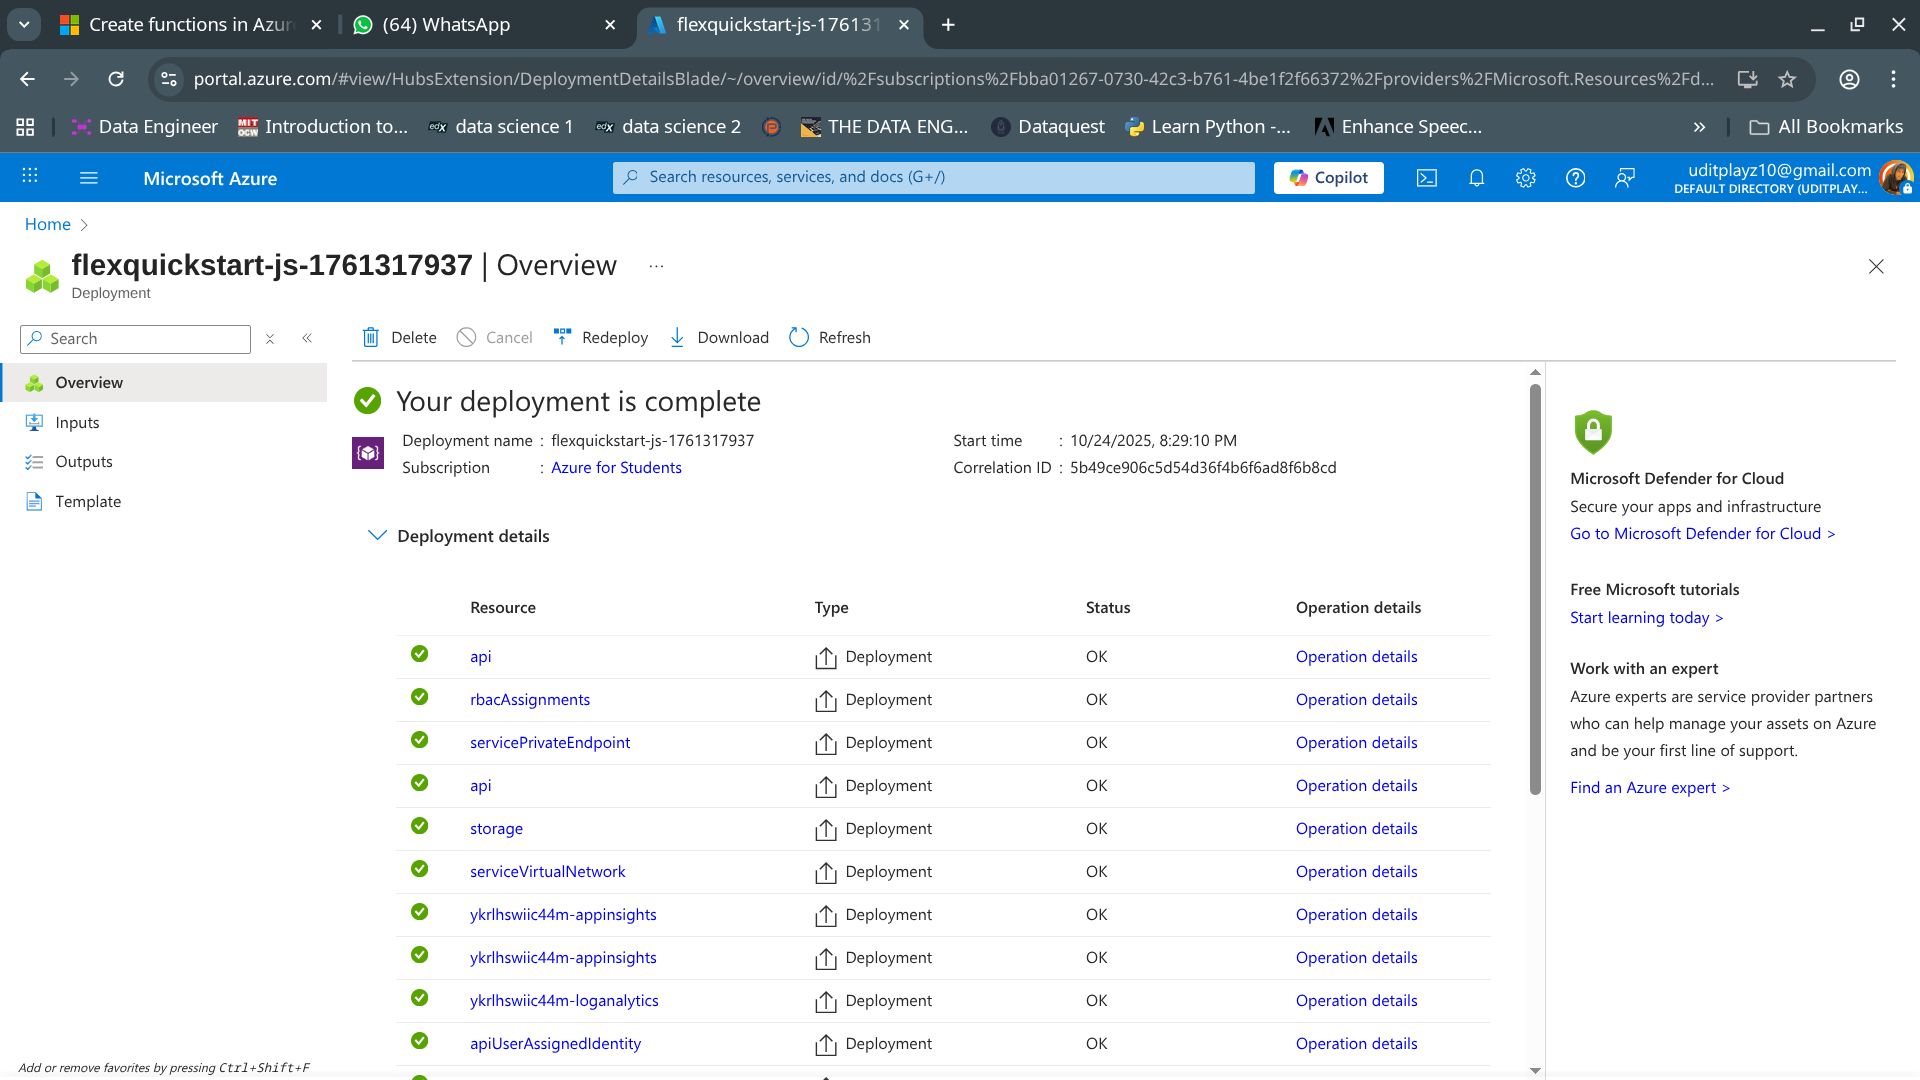 Create functions in Azur
(64) WhatsApp
flexquickstart-js-176131
portal.azure.com/#view/HubsExtension/DeploymentDetailsBlade/~/overview/id/%2Fsubscriptions%2Fbba01267-0730-42c3-b761-4be1f2f66372%2Fproviders%2FMicrosoft.Resources%2Fd...
Data Engineer
MIT OCW Introduction to...
edX data science 1
edX data science 2
THE DATA ENG...
Dataquest
Learn Python -...
Enhance Speec...
»
All Bookmarks
Microsoft Azure
Search resources, services, and docs (G+/)
Copilot
uditplayz10@gmail.com
DEFAULT DIRECTORY (UDITPLAY...
Home >
flexquickstart-js-1761317937 | Overview ...
Deployment
Search
Overview
Inputs
Outputs
Template
Add or remove favorites by pressing Ctrl+Shift+F
Delete
Cancel
Redeploy
Download
Refresh
Your deployment is complete
Deployment name : flexquickstart-js-1761317937
Subscription : Azure for Students
Start time : 10/24/2025, 8:29:10 PM
Correlation ID : 5b49ce906c5d54d36f4b6f6ad8f6b8cd
Deployment details
Resource Type Status Operation details
api Deployment OK Operation details
rbacAssignments Deployment OK Operation details
servicePrivateEndpoint Deployment OK Operation details
api Deployment OK Operation details
storage Deployment OK Operation details
serviceVirtualNetwork Deployment OK Operation details
ykrlhswiic44m-appinsights Deployment OK Operation details
ykrlhswiic44m-appinsights Deployment OK Operation details
ykrlhswiic44m-loganalytics Deployment OK Operation details
apiUserAssignedIdentity Deployment OK Operation details
Microsoft Defender for Cloud
Secure your apps and infrastructure
Go to Microsoft Defender for Cloud >
Free Microsoft tutorials
Start learning today >
Work with an expert
Azure experts are service provider partners
who can help manage your assets on Azure
and be your first line of support.
Find an Azure expert >